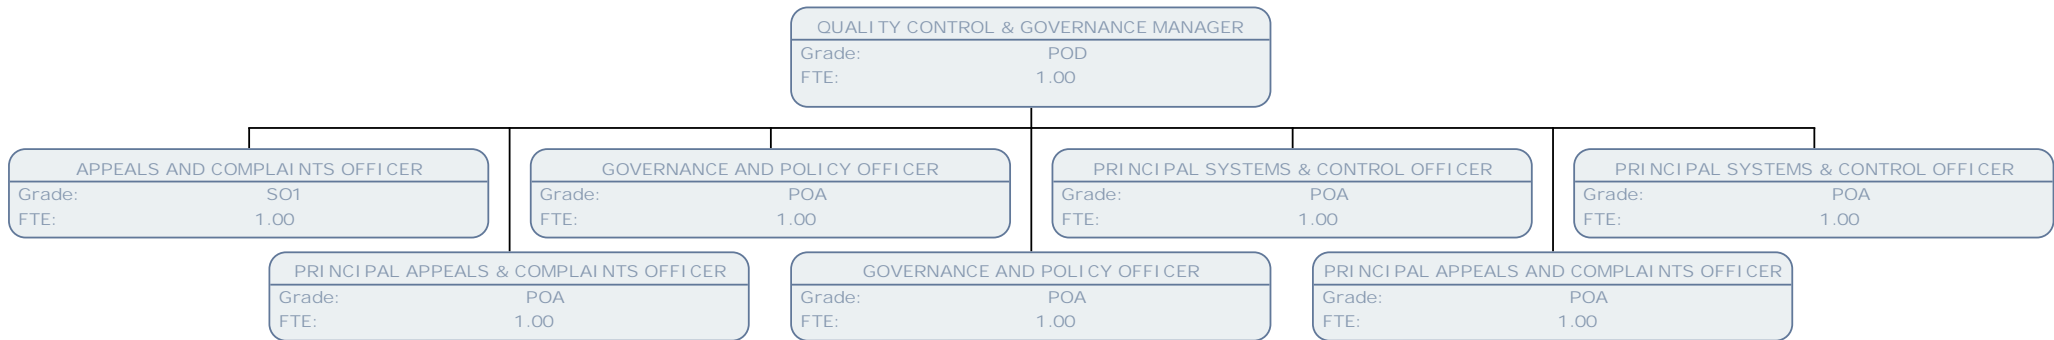 QUALITY CONTROL & GOVERNANCE MANAGER
Grade: POD
FTE: 1.00
APPEALS AND COMPLAINTS OFFICER
Grade: SO1
FTE: 1.00
GOVERNANCE AND POLICY OFFICER
Grade: POA
FTE: 1.00
PRINCIPAL SYSTEMS & CONTROL OFFICER
Grade: POA
FTE: 1.00
PRINCIPAL SYSTEMS & CONTROL OFFICER
Grade: POA
FTE: 1.00
PRINCIPAL APPEALS & COMPLAINTS OFFICER
Grade: POA
FTE: 1.00
GOVERNANCE AND POLICY OFFICER
Grade: POA
FTE: 1.00
PRINCIPAL APPEALS AND COMPLAINTS OFFICER
Grade: POA
FTE: 1.00